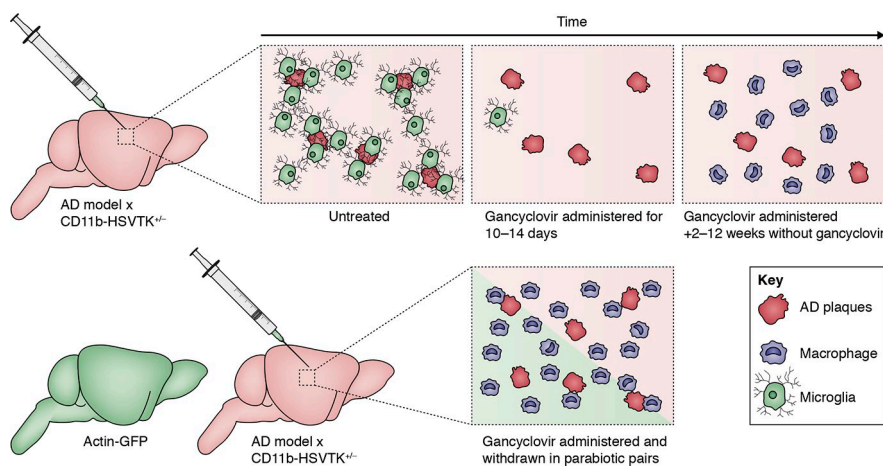 Time
AD model x
CD11b-HSVTK+/–
Untreated
Gancyclovir administered for
10–14 days
Gancyclovir administered
+2–12 weeks without gancyclovir
Actin-GFP
AD model x
CD11b-HSVTK+/–
Gancyclovir administered and
withdrawn in parabiotic pairs
Key
AD plaques
Macrophage
Microglia